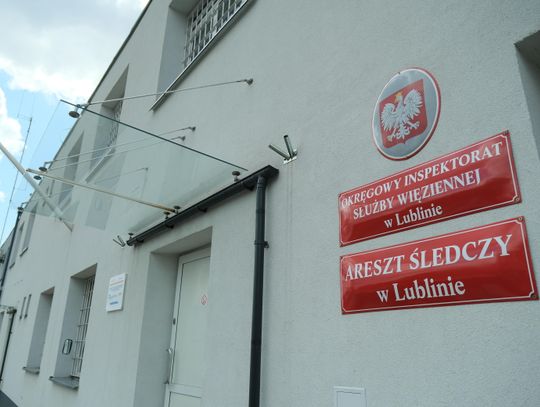 OKRĘGOWY INSPEKTORAT
SŁUŻBY WIĘZIENNEJ
w Lublinie
ARESZT ŚLEDCZY
w Lublinie